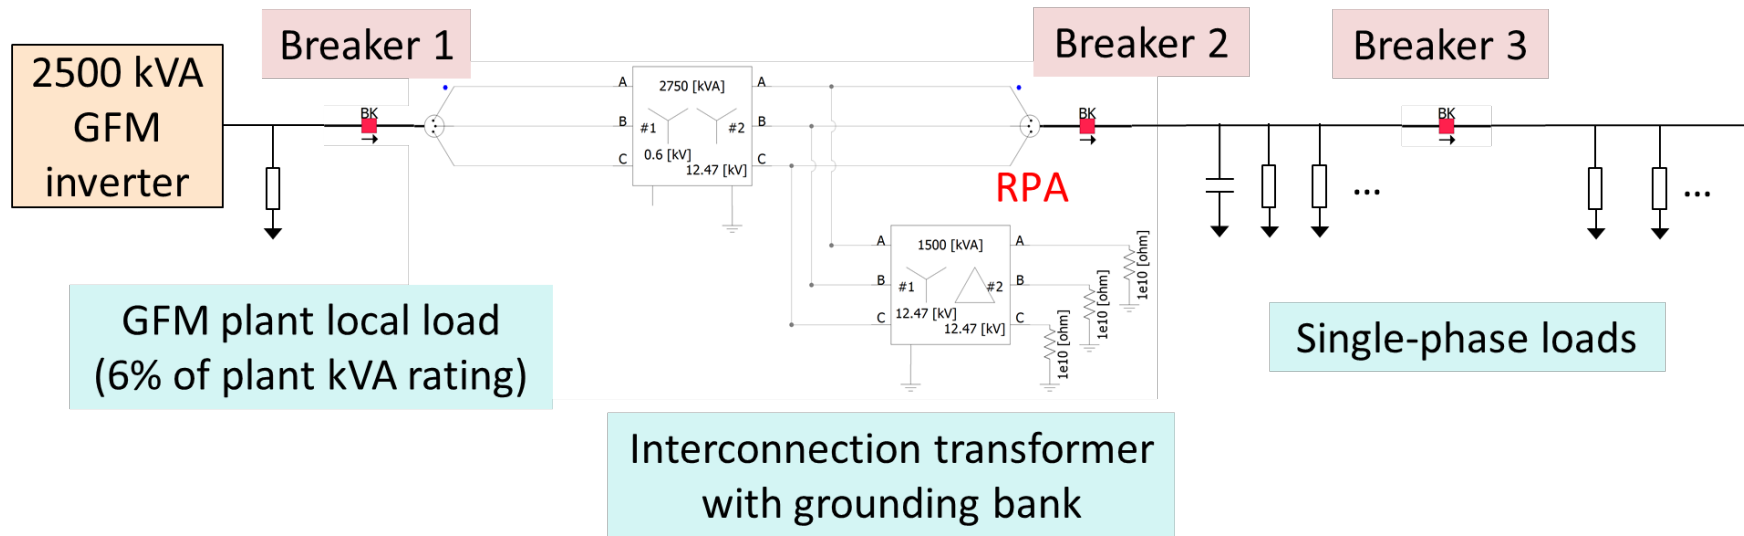 Breaker 1
Breaker 2
Breaker 3
2500 kVA
GFM
inverter
BK
A
2750 [kVA]
A
B
#1
#2
B
0.6 [kV]
C
12.47 [kV]
C
BK
BK
RPA
...
...
A
1500 [kVA]
A
1e10 [ohm]
B
#1
#2
B
1e10 [ohm]
12.47 [kV]
C
12.47 [kV]
C
1e10 [ohm]
GFM plant local load
(6% of plant kVA rating)
Single-phase loads
Interconnection transformer
with grounding bank